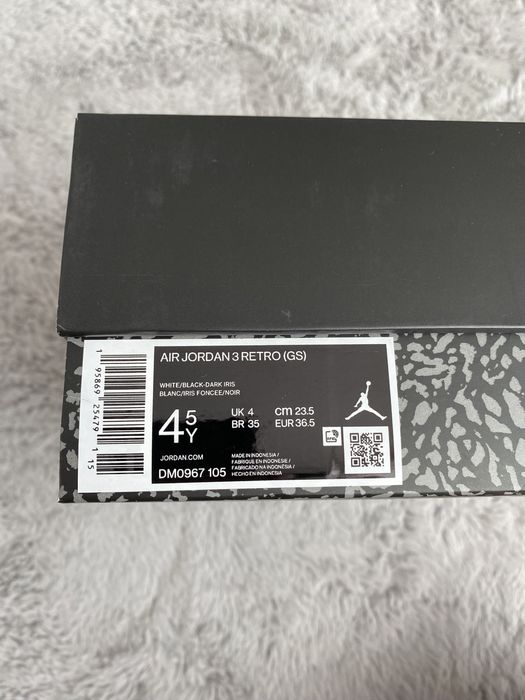 AIR JORDAN 3 RETRO (GS)
WHITE/BLACK-DARK IRIS
BLANC/IRIS FONCEE/NOIR
4 5Y
UK 4 cm 23.5
BR 35 EUR 36.5
JORDAN.COM
DM0967 105
MADE IN INDONESIA /
FABRIQUE EN INDONESIE /
FABRICADO NA INDONÉSIA /
HECHO EN INDONESIA
1 95869 25479 1 15